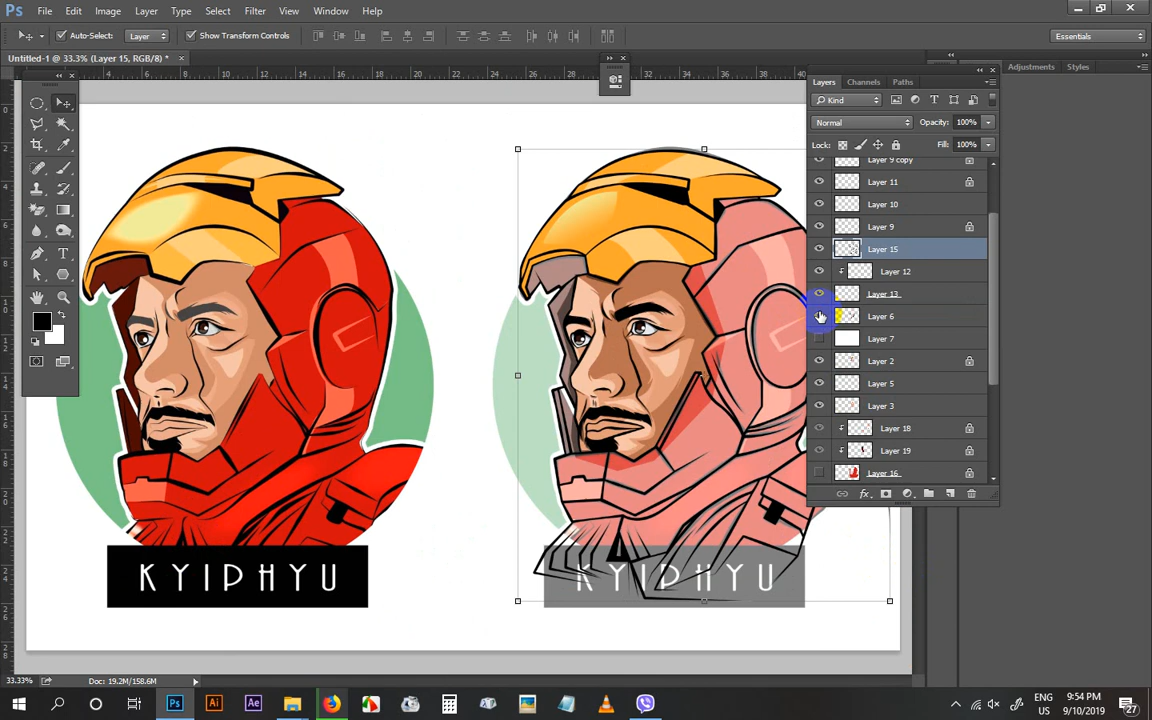 Ps File Edit Image Layer Type Select Filter View Window Help
Auto-Select: Layer Show Transform Controls Essentials
Untitled-1 @ 33.3% (Layer 15, RGB/8) *
Layers Channels Paths Adjustments Styles
Kind
Normal Opacity: 100%
Lock: Fill: 100%
Layer 9 copy
Layer 11
Layer 10
Layer 9
Layer 15
Layer 12
Layer 13
Layer 6
Layer 7
Layer 2
Layer 5
Layer 3
Layer 18
Layer 19
Layer 16
KYIPHYU KYIPHYU
33.33% Doc: 19.2M/158.6M
Ps Ai Ae ENG US 9:54 PM 9/10/2019 27